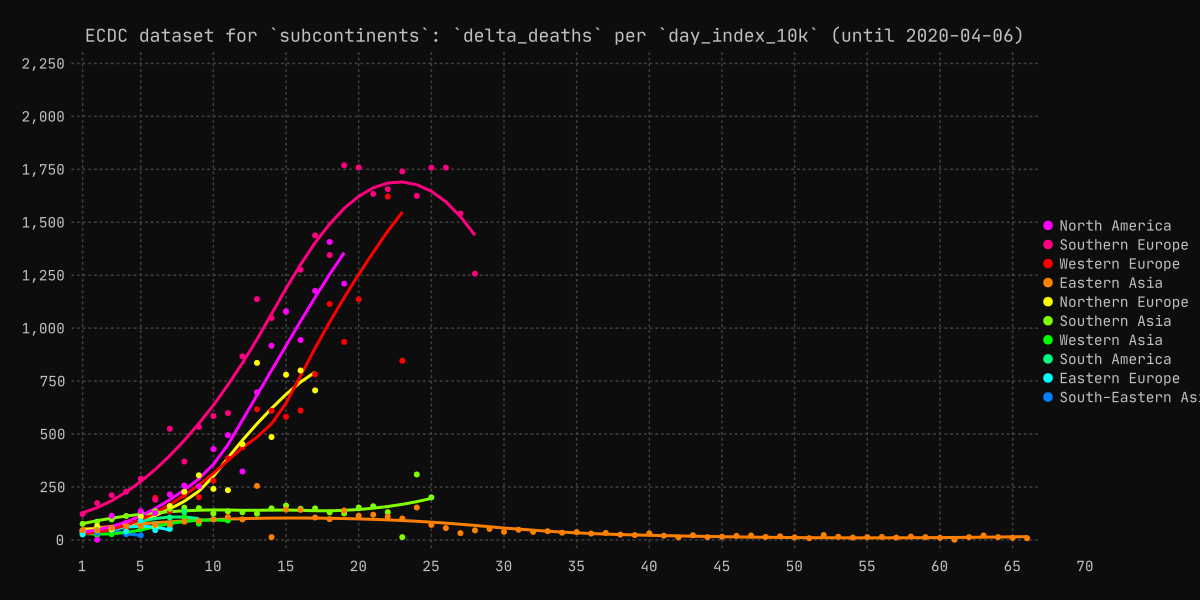 ECDC dataset for `subcontinents`: `delta_deaths` per `day_index_10k` (until 2020-04-06)
2,250
2,000
1,750
1,500
1,250
1,000
750
500
250
0
1 5 10 15 20 25 30 35 40 45 50 55 60 65 70
North America
Southern Europe
Western Europe
Eastern Asia
Northern Europe
Southern Asia
Western Asia
South America
Eastern Europe
South-Eastern Asi